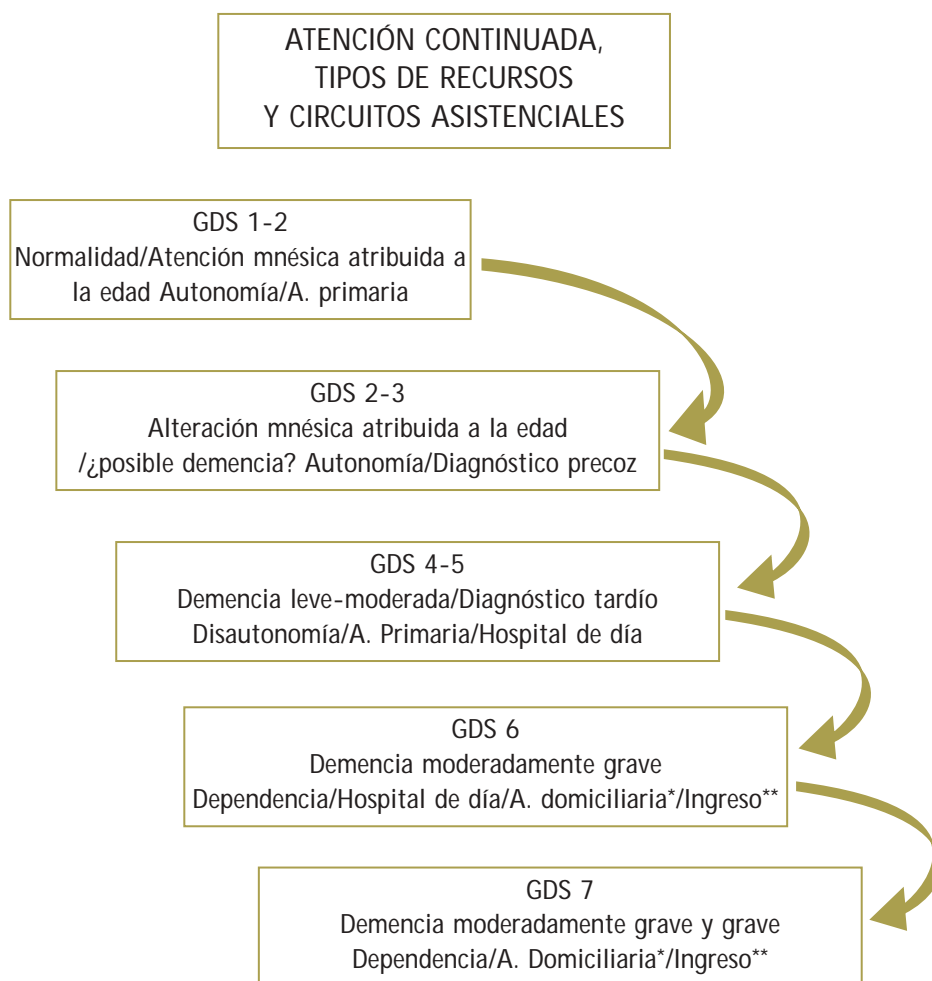 ATENCIÓN CONTINUADA,
TIPOS DE RECURSOS
Y CIRCUITOS ASISTENCIALES
GDS 1-2
Normalidad/Atención mnésica atribuida a
la edad Autonomía/A. primaria
GDS 2-3
Alteración mnésica atribuida a la edad
/¿posible demencia? Autonomía/Diagnóstico precoz
GDS 4-5
Demencia leve-moderada/Diagnóstico tardío
Disautonomía/A. Primaria/Hospital de día
GDS 6
Demencia moderadamente grave
Dependencia/Hospital de día/A. domiciliaria*/Ingreso**
GDS 7
Demencia moderadamente grave y grave
Dependencia/A. Domiciliaria*/Ingreso**